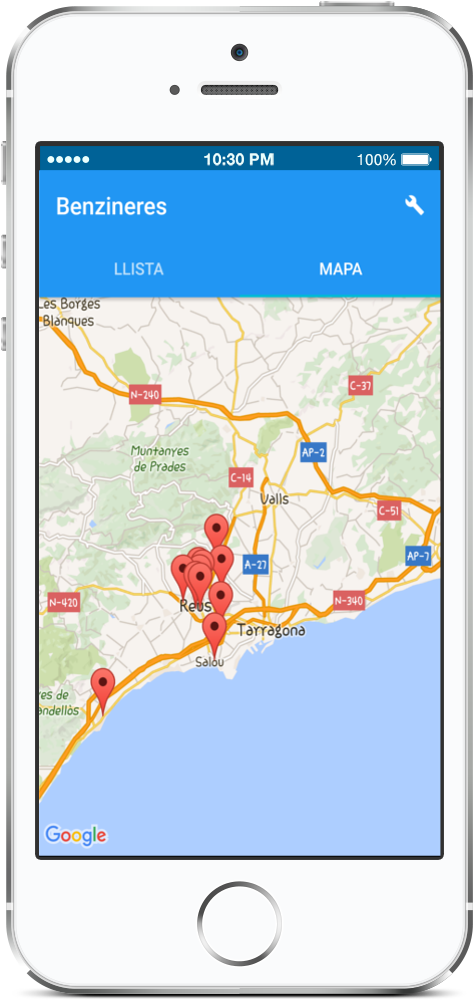 10:30 PM 100%
Benzineres
LLISTA MAPA
Les Borges
Blanques
C-37
N-240
Muntanyes
de Prades
AP-2
C-14
Valls
C-51
AP-7
A-27
N-420
Reus
N-340
Tarragona
Salou
res de
andellòs
Google